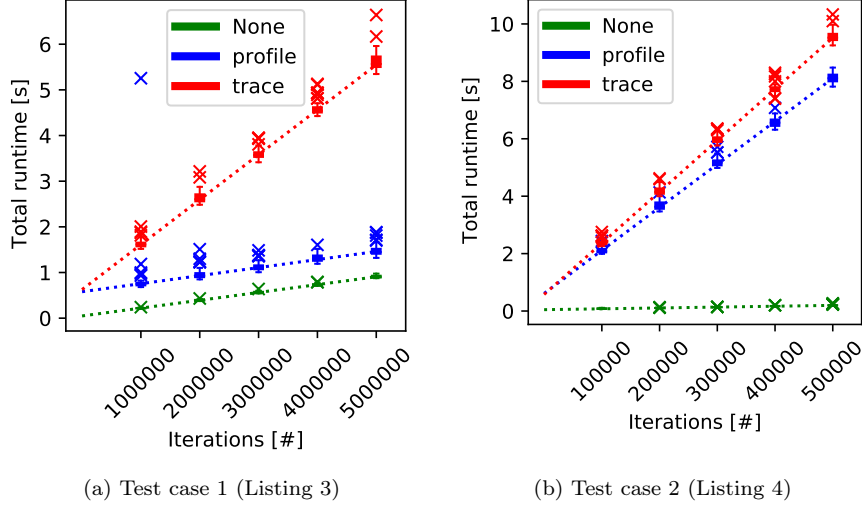 None
profile
trace
Total runtime [s]
6
5
4
3
2
1
0
1000000
2000000
3000000
4000000
5000000
Iterations [#]
(a) Test case 1 (Listing 3)
None
profile
trace
Total runtime [s]
10
8
6
4
2
0
100000
200000
300000
400000
500000
Iterations [#]
(b) Test case 2 (Listing 4)